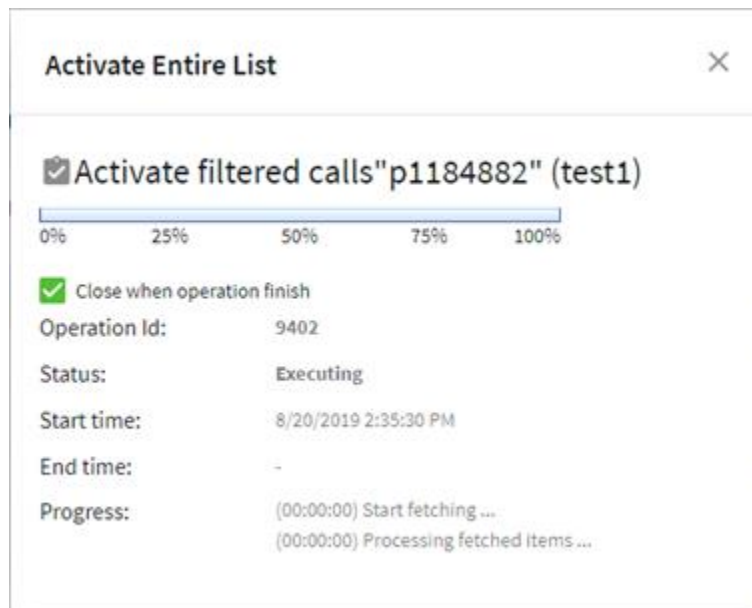 Activate Entire List
Activate filtered calls"p1184882" (test1)
0% 25% 50% 75% 100%
Close when operation finish
Operation Id: 9402
Status: Executing
Start time: 8/20/2019 2:35:30 PM
End time: -
Progress: (00:00:00) Start fetching ...
(00:00:00) Processing fetched items ...